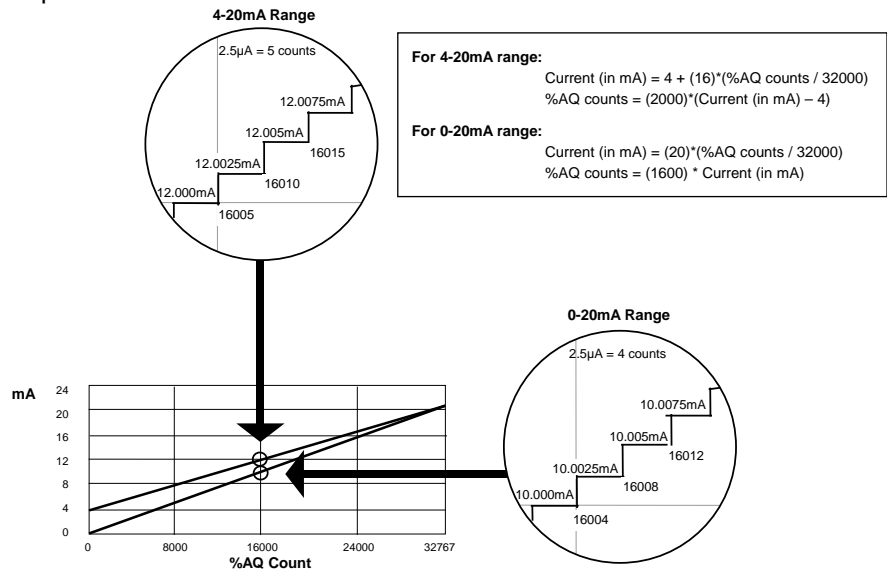 4-20mA Range
2.5µA = 5 counts
12.0075mA
12.005mA
16015
12.0025mA
16010
12.000mA
16005
For 4-20mA range:
Current (in mA) = 4 + (16)*(%AQ counts / 32000)
%AQ counts = (2000)*(Current (in mA) – 4)
For 0-20mA range:
Current (in mA) = (20)*(%AQ counts / 32000)
%AQ counts = (1600) * Current (in mA)
0-20mA Range
2.5µA = 4 counts
10.0075mA
10.005mA
16012
10.0025mA
16008
10.000mA
16004
mA
24
20
16
12
8
4
0
0 8000 16000 24000 32767
%AQ Count